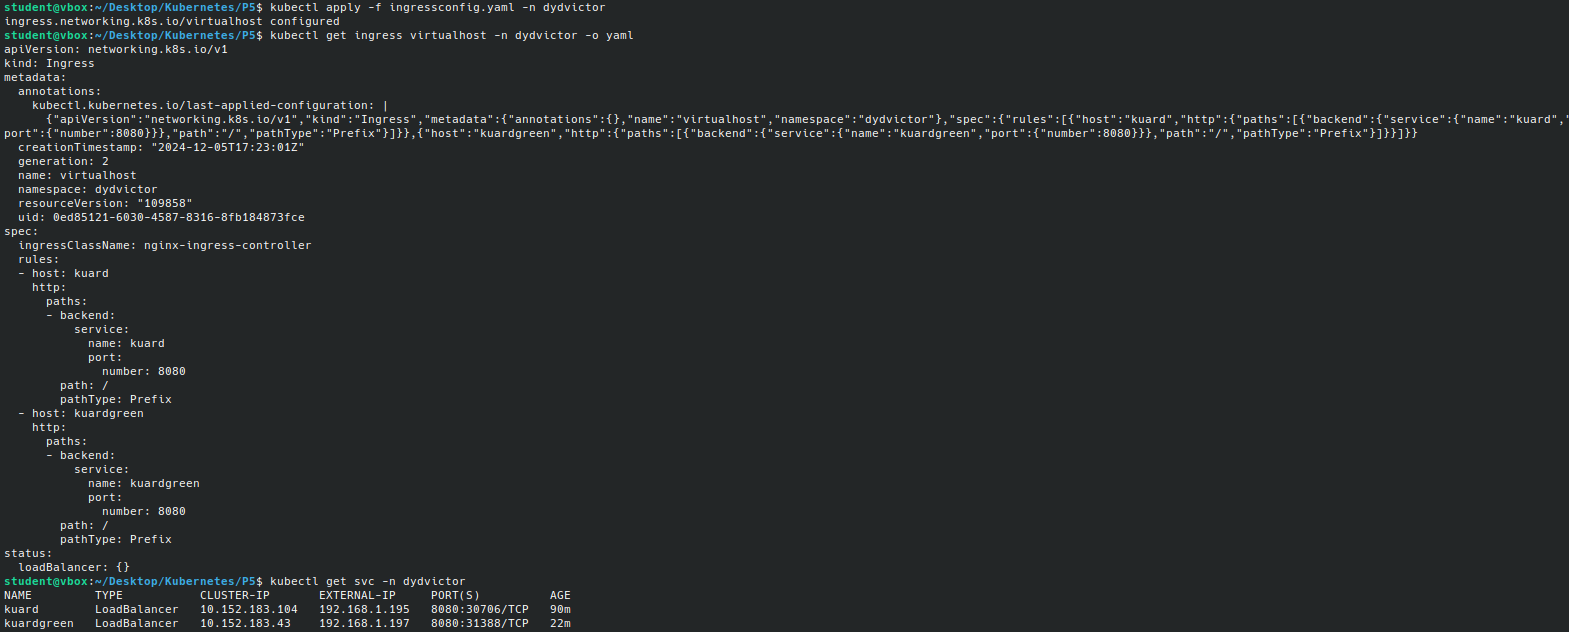 student@vbox:~/Desktop/Kubernetes/P5$ kubectl apply -f ingressconfig.yaml -n dydvictor
ingress.networking.k8s.io/virtualhost configured
student@vbox:~/Desktop/Kubernetes/P5$ kubectl get ingress virtualhost -n dydvictor -o yaml
apiVersion: networking.k8s.io/v1
kind: Ingress
metadata:
  annotations:
    kubectl.kubernetes.io/last-applied-configuration: |
      {"apiVersion":"networking.k8s.io/v1","kind":"Ingress","metadata":{"annotations":{},"name":"virtualhost","namespace":"dydvictor"},"spec":{"rules":[{"host":"kuard","http":{"paths":[{"backend":{"service":{"name":"kuard","
port":{"number":8080}}},"path":"/","pathType":"Prefix"}]}},{"host":"kuardgreen","http":{"paths":[{"backend":{"service":{"name":"kuardgreen","port":{"number":8080}}},"path":"/","pathType":"Prefix"}]}}]}}
  creationTimestamp: "2024-12-05T17:23:01Z"
  generation: 2
  name: virtualhost
  namespace: dydvictor
  resourceVersion: "109858"
  uid: 0ed85121-6030-4587-8316-8fb184873fce
spec:
  ingressClassName: nginx-ingress-controller
  rules:
  - host: kuard
    http:
      paths:
      - backend:
          service:
            name: kuard
            port:
              number: 8080
        path: /
        pathType: Prefix
  - host: kuardgreen
    http:
      paths:
      - backend:
          service:
            name: kuardgreen
            port:
              number: 8080
        path: /
        pathType: Prefix
status:
  loadBalancer: {}
student@vbox:~/Desktop/Kubernetes/P5$ kubectl get svc -n dydvictor
NAME         TYPE           CLUSTER-IP       EXTERNAL-IP     PORT(S)          AGE
kuard        LoadBalancer   10.152.183.104   192.168.1.195   8080:30706/TCP   90m
kuardgreen   LoadBalancer   10.152.183.43    192.168.1.197   8080:31388/TCP   22m